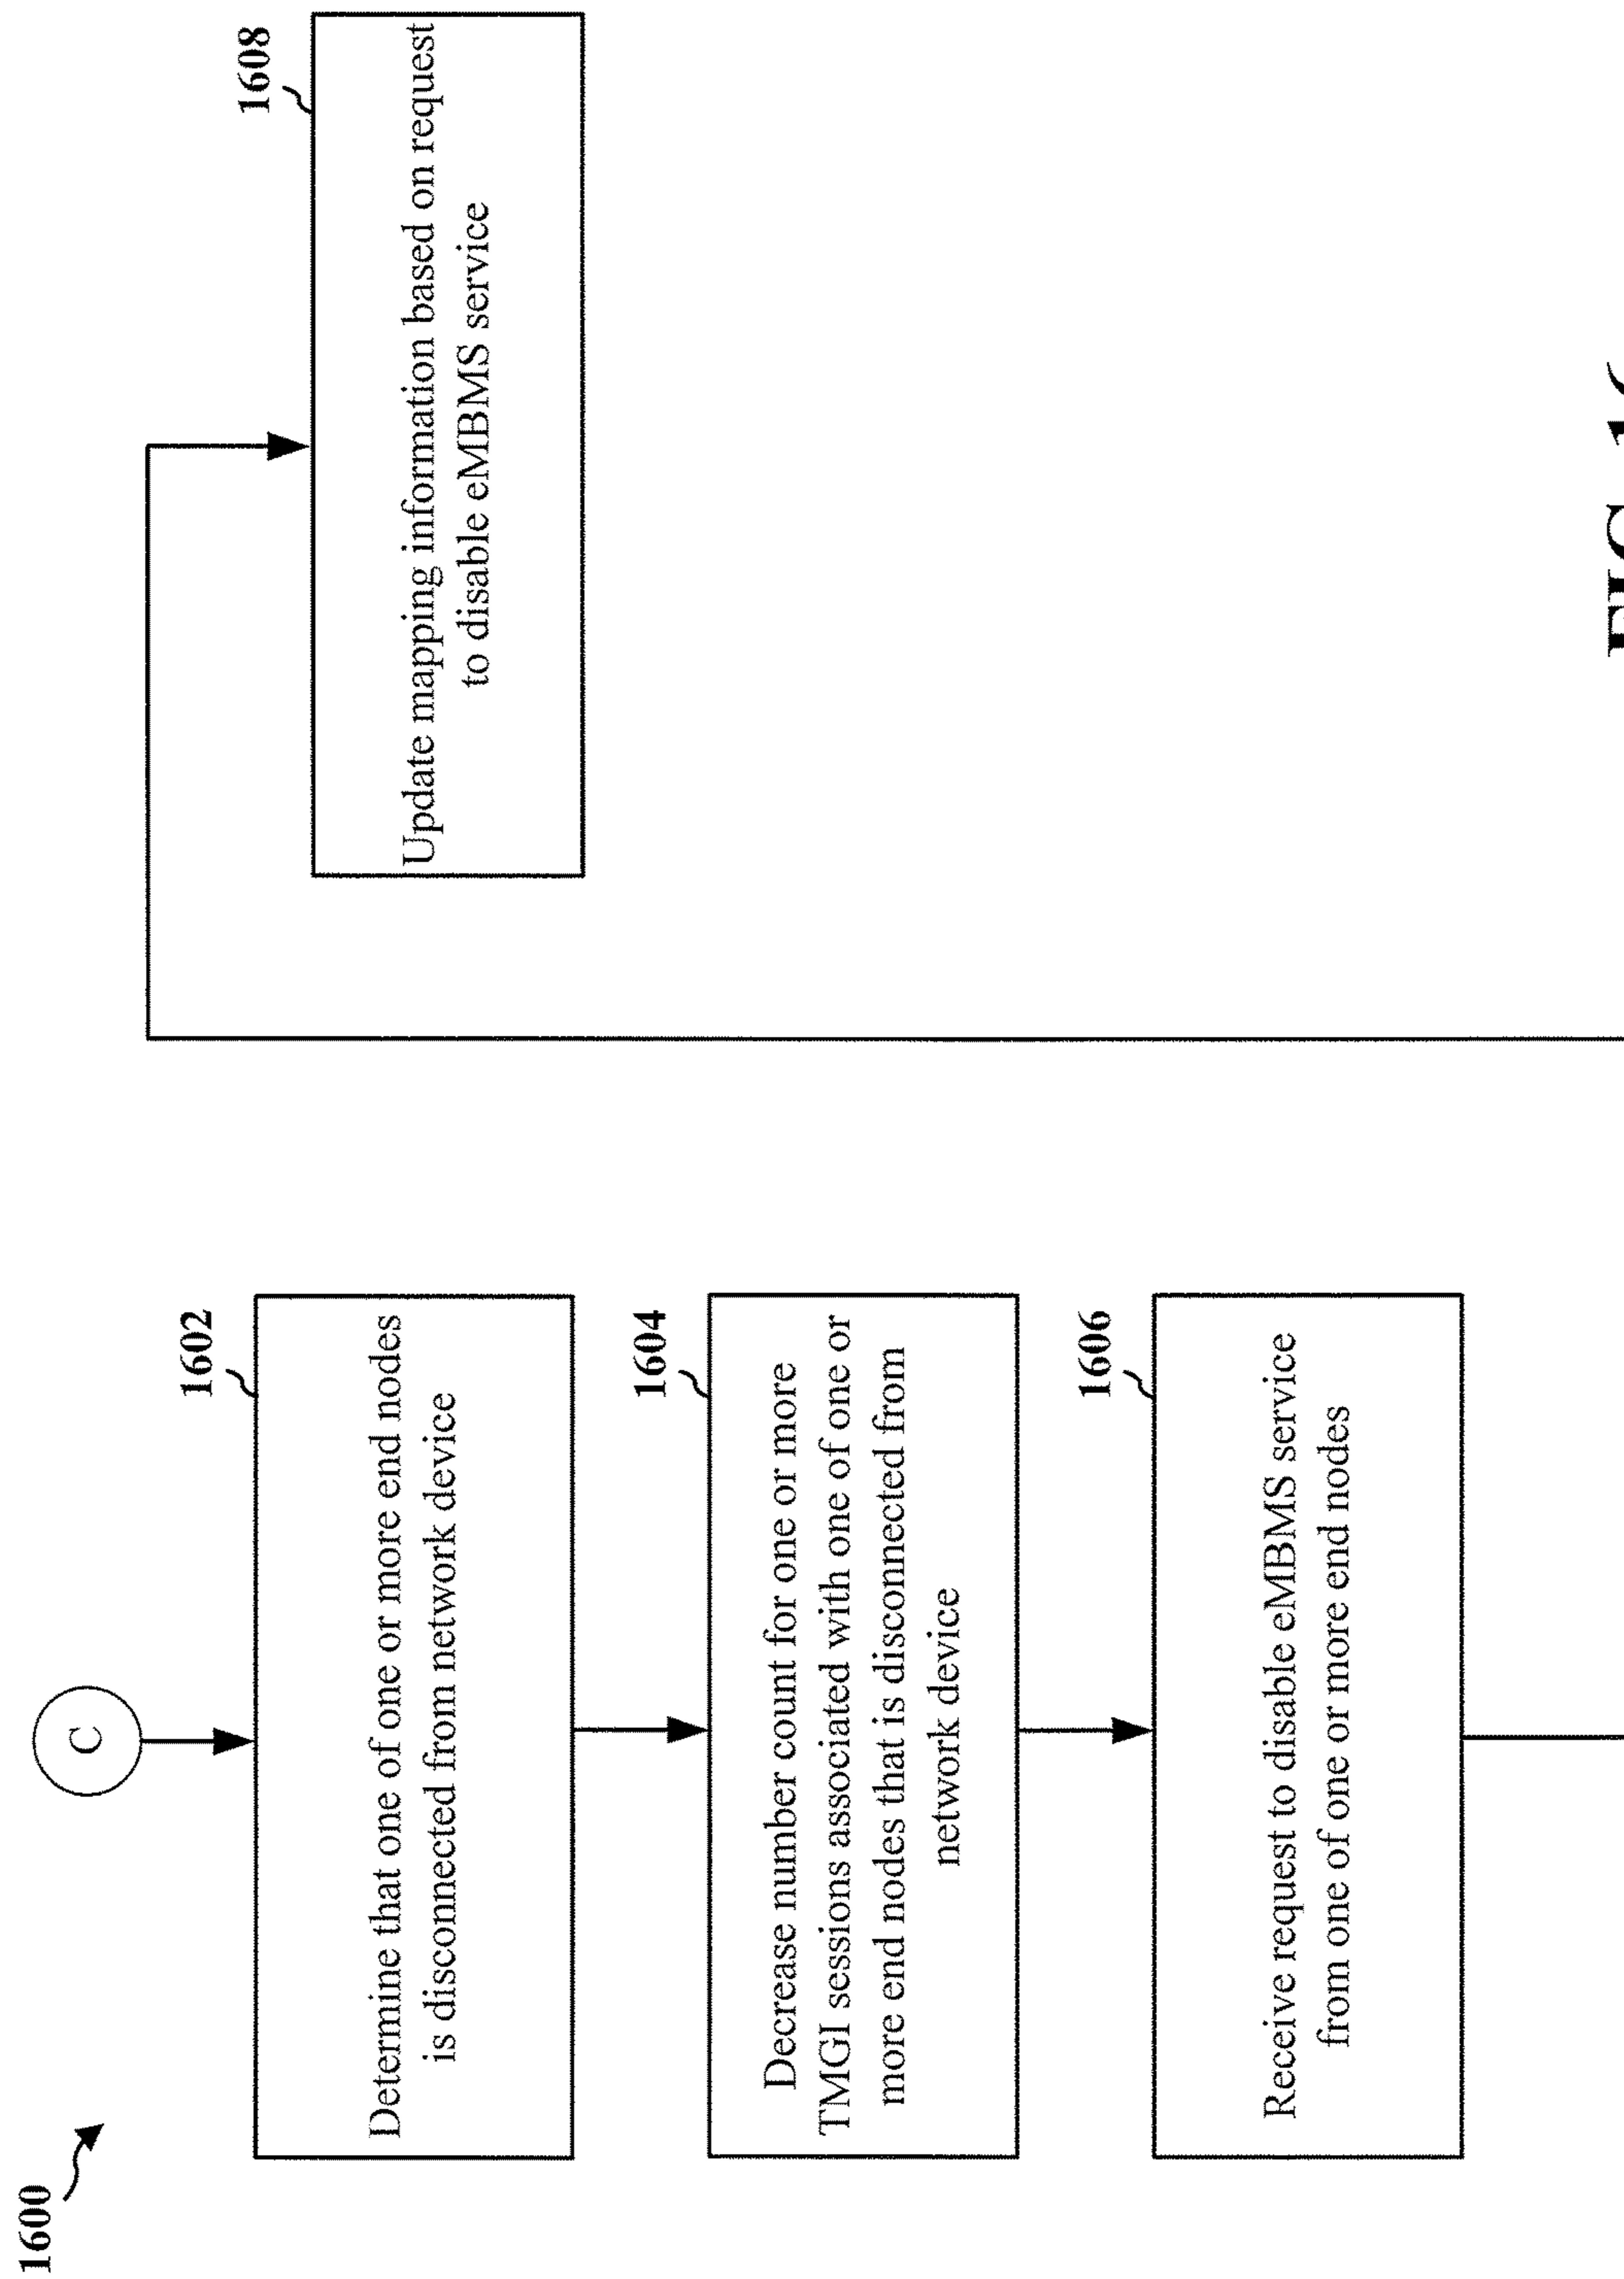 1600
C
1602
Determine that one of one or more end nodes
is disconnected from network device
1604
Decrease number count for one or more
TMGI sessions associated with one of one or
more end nodes that is disconnected from
network device
1606
Receive request to disable eMBMS service
from one of one or more end nodes
1608
Update mapping information based on request
to disable eMBMS service